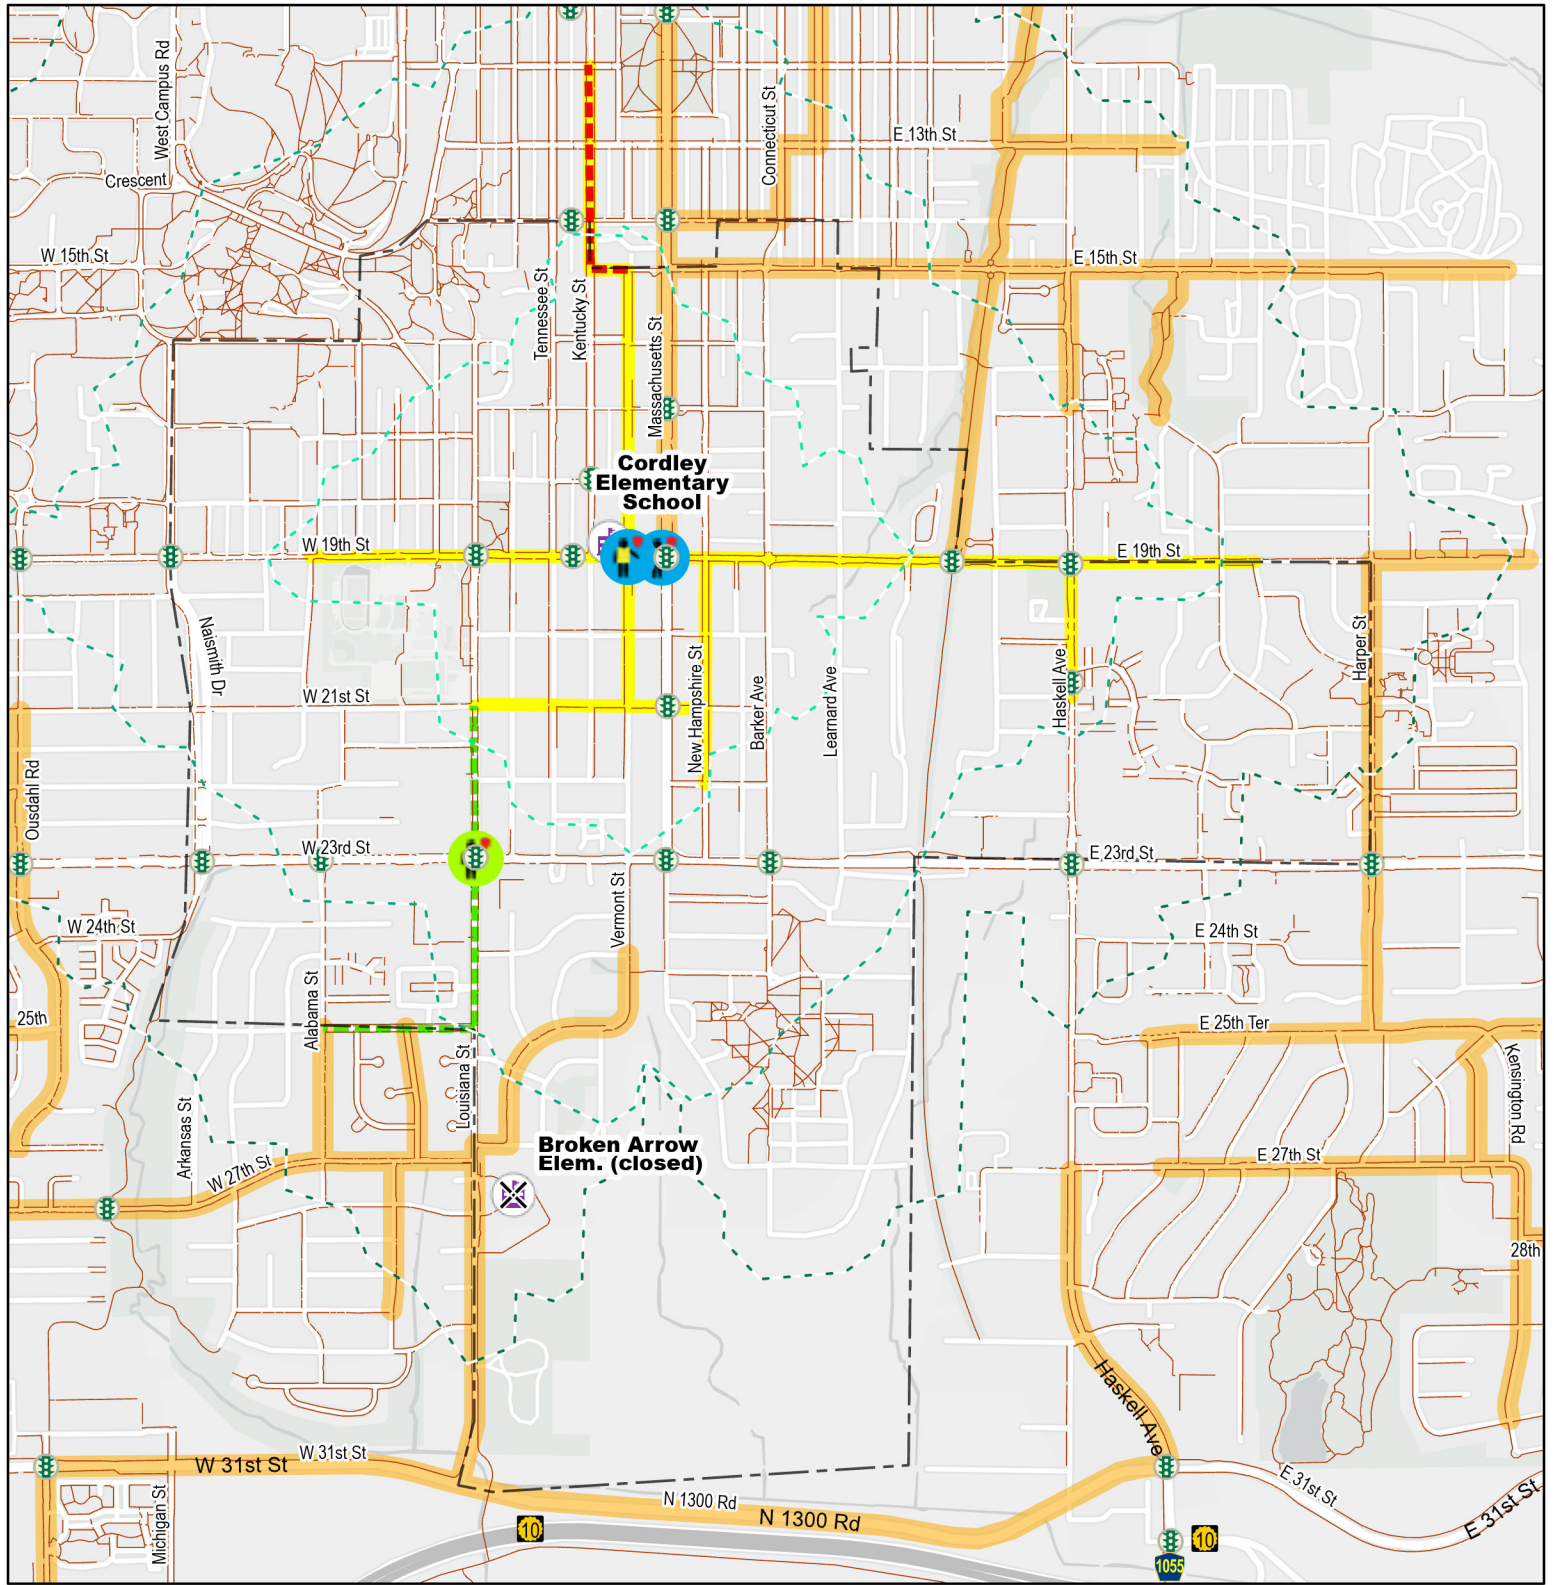 West Campus Rd
Connecticut St
E 13th St
Crescent
W 15th St
E 15th St
Tennessee St
Kentucky St
Massachusetts St
Cordley
Elementary
School
W 19th St
E 19th St
Naismith Dr
Harper St
Haskell Ave
New Hampshire St
Barker Ave
Learnard Ave
W 21st St
Ousdahl Rd
W 23rd St
E 23rd St
Vermont St
W 24th St
E 24th St
Alabama St
25th
E 25th Ter
Louisiana St
Kensington Rd
Arkansas St
Broken Arrow
Elem. (closed)
W 27th St
E 27th St
28th
Haskell Ave
W 31st St
W 31st St
E 31st St
E 31st St
Michigan St
N 1300 Rd
N 1300 Rd
10
10
1055